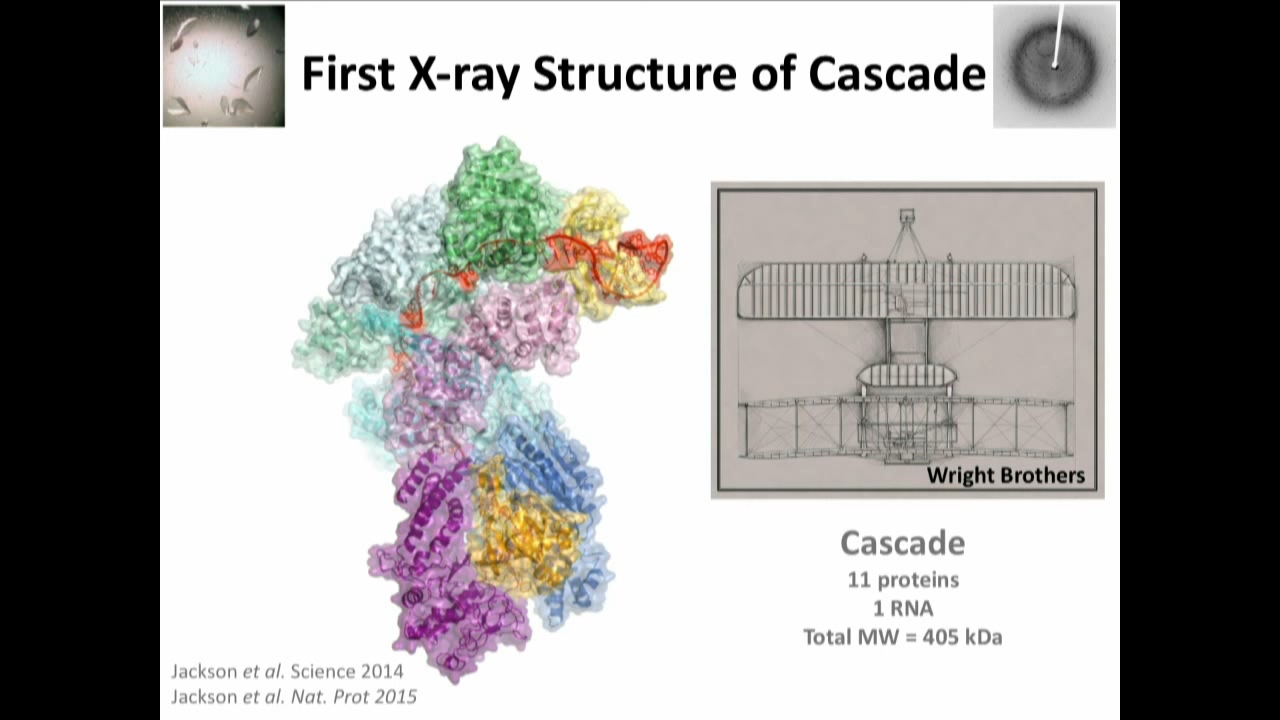 First X-ray Structure of Cascade
Wright Brothers
Cascade
11 proteins
1 RNA
Total MW = 405 kDa
Jackson et al. Science 2014
Jackson et al. Nat. Prot 2015